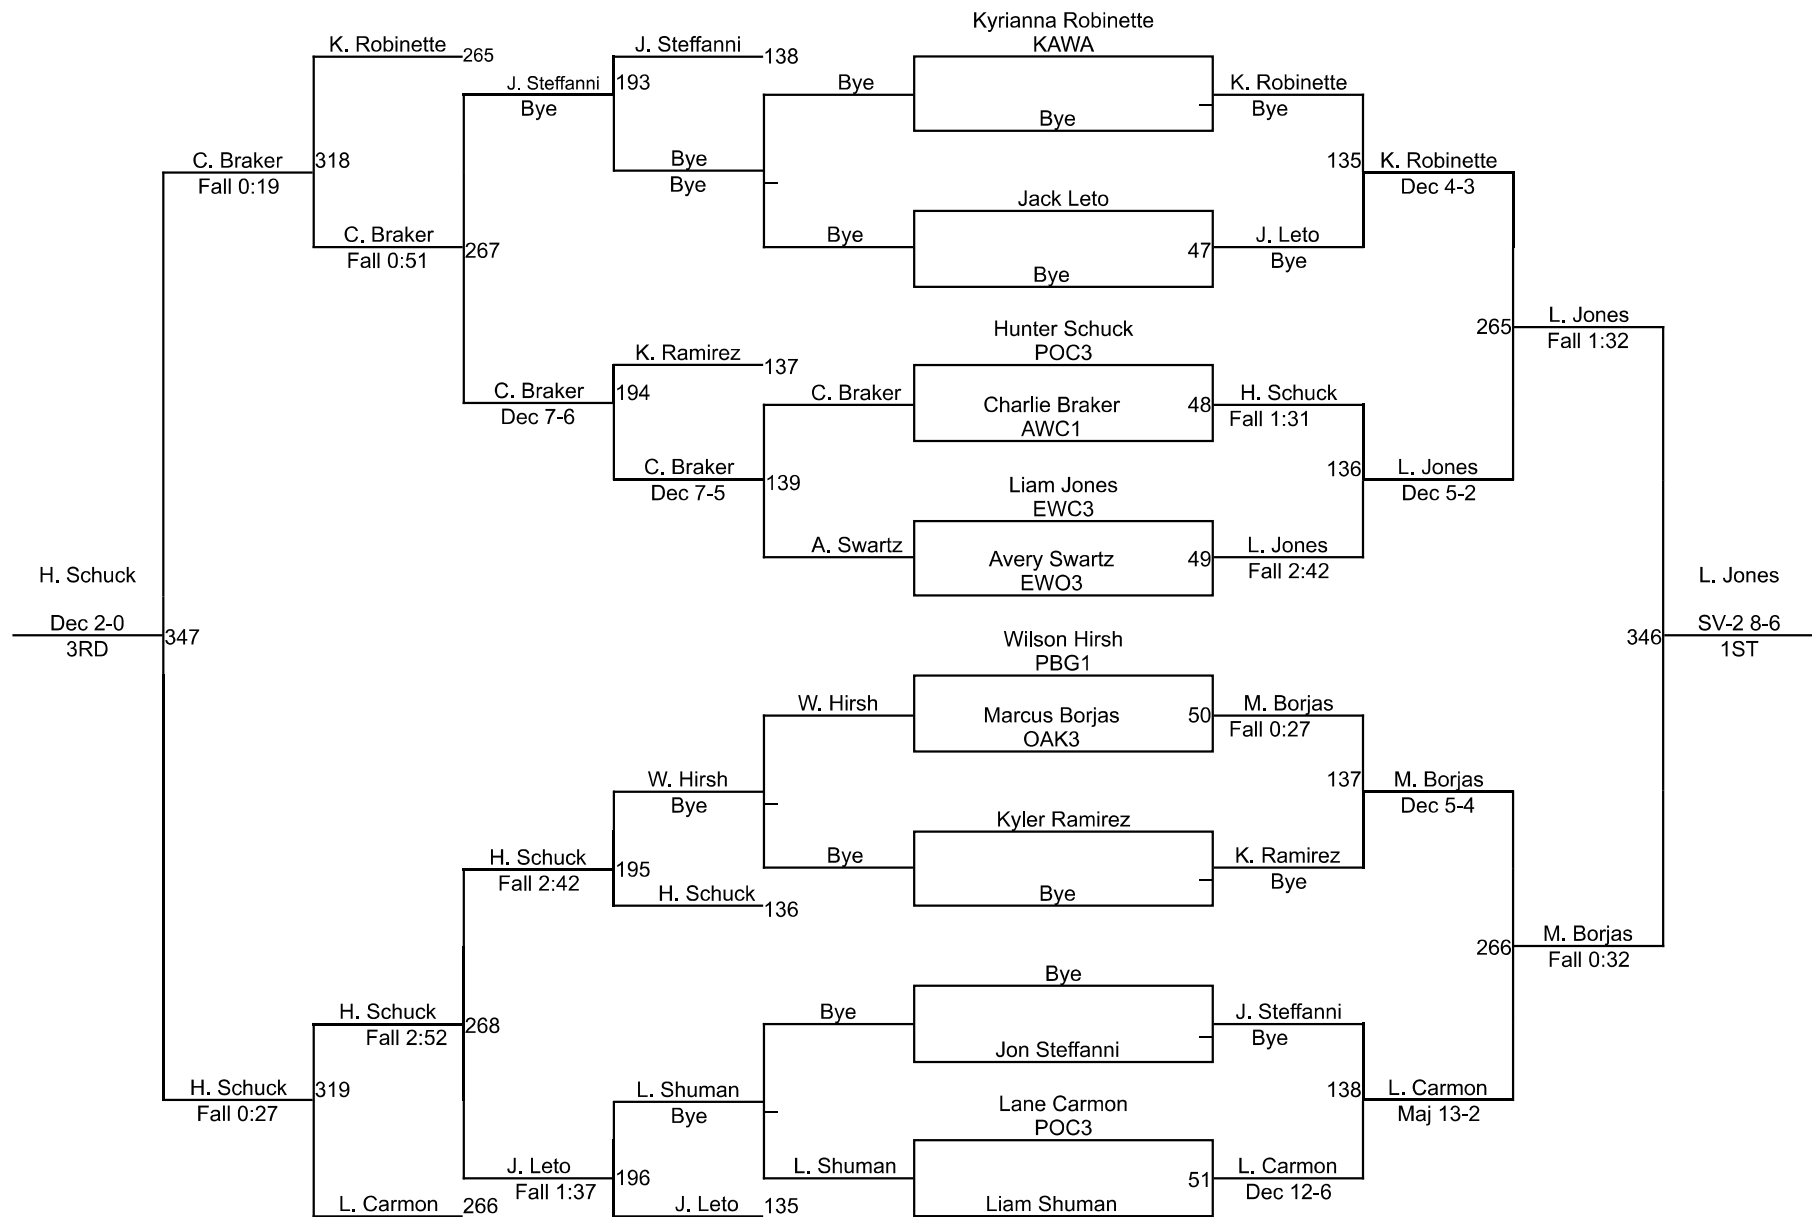 Kyrianna Robinette
KAWA
K. Robinette
265
J. Steffanni
138
J. Steffanni
193
Bye
Bye
K. Robinette
Bye
Bye
Bye
C. Braker
318
Fall 0:19
Bye
Bye
135
K. Robinette
Dec 4-3
Jack Leto
C. Braker
267
Fall 0:51
Bye
47
J. Leto
Bye
Bye
Hunter Schuck
POC3
265
L. Jones
Fall 1:32
K. Ramirez
137
C. Braker
194
Dec 7-6
C. Braker
Charlie Braker
AWC1
48
H. Schuck
Fall 1:31
C. Braker
139
Dec 7-5
136
L. Jones
Dec 5-2
Liam Jones
EWC3
A. Swartz
Avery Swartz
EWO3
49
L. Jones
Fall 2:42
H. Schuck
Dec 2-0
3RD
347
L. Jones
346
SV-2 8-6
1ST
Wilson Hirsh
PBG1
W. Hirsh
Marcus Borjas
OAK3
50
M. Borjas
Fall 0:27
W. Hirsh
Bye
137
M. Borjas
Dec 5-4
Kyler Ramirez
H. Schuck
195
Fall 2:42
Bye
Bye
K. Ramirez
Bye
H. Schuck
136
266
M. Borjas
Fall 0:32
Bye
H. Schuck
268
Fall 2:52
Bye
Jon Steffanni
J. Steffanni
Bye
H. Schuck
319
Fall 0:27
L. Shuman
Bye
138
L. Carmon
Maj 13-2
Lane Carmon
POC3
J. Leto
196
Fall 1:37
L. Shuman
51
L. Carmon
Dec 12-6
L. Carmon
266
J. Leto
135
Liam Shuman